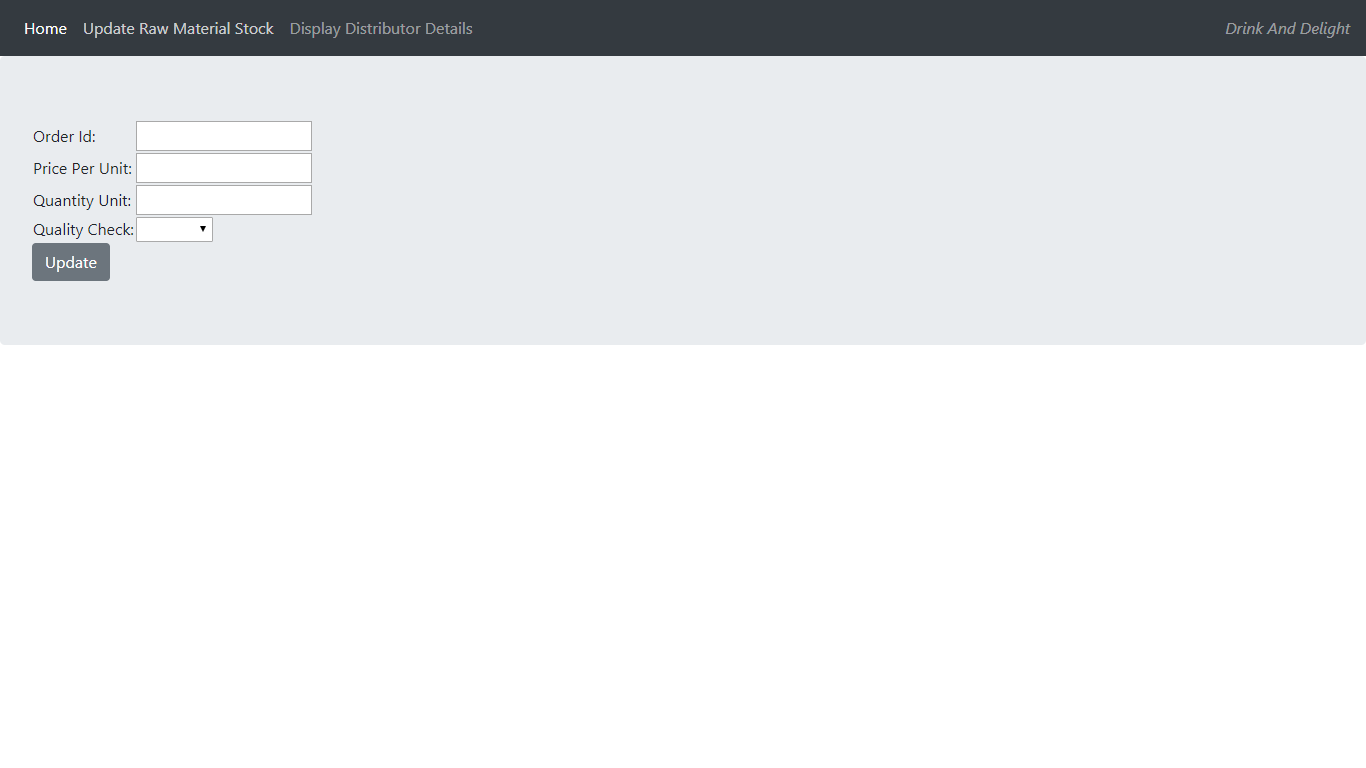 Home Update Raw Material Stock Display Distributor Details Drink And Delight
Order Id:
Price Per Unit:
Quantity Unit:
Quality Check:
Update